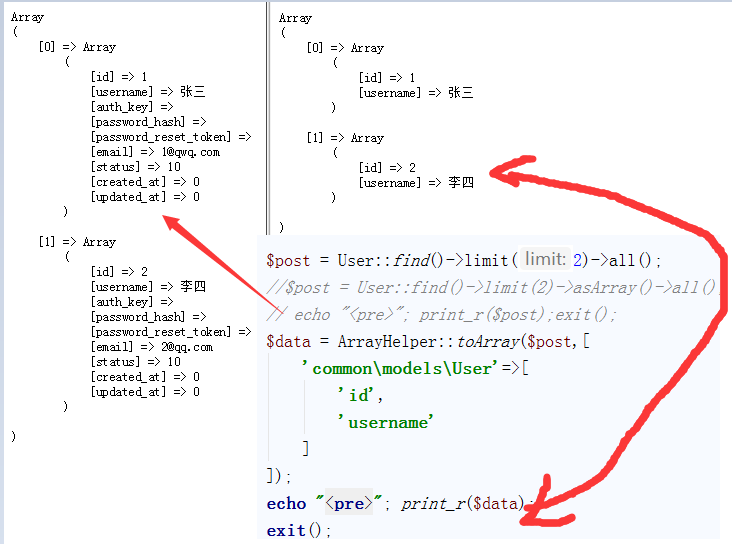 Array
(
[0] => Array
(
[id] => 1
[username] => 张三
[auth_key] =>
[password_hash] =>
[password_reset_token] =>
[email] => 1@qwq.com
[status] => 10
[created_at] => 0
[updated_at] => 0
)
[1] => Array
(
[id] => 2
[username] => 李四
[auth_key] =>
[password_hash] =>
[password_reset_token] =>
[email] => 2@qq.com
[status] => 10
[created_at] => 0
[updated_at] => 0
)
)
Array
(
[0] => Array
(
[id] => 1
[username] => 张三
)
[1] => Array
(
[id] => 2
[username] => 李四
)
)
$post = User::find()->limit( limit: 2)->all();
//$post = User::find()->limit(2)->asArray()->all()
// echo "<pre>"; print_r($post);exit();
$data = ArrayHelper::toArray($post,[
'common\models\User'=>[
'id',
'username'
]
]);
echo "<pre>"; print_r($data);
exit();